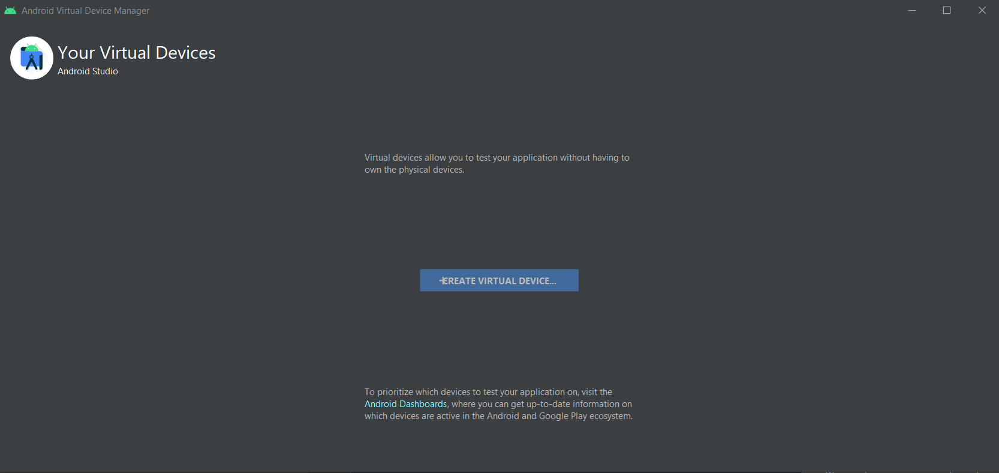 Android Virtual Device Manager
Your Virtual Devices
Android Studio
Virtual devices allow you to test your application without having to
own the physical devices.
CREATE VIRTUAL DEVICE...
To prioritize which devices to test your application on, visit the
Android Dashboards, where you can get up-to-date information on
which devices are active in the Android and Google Play ecosystem.